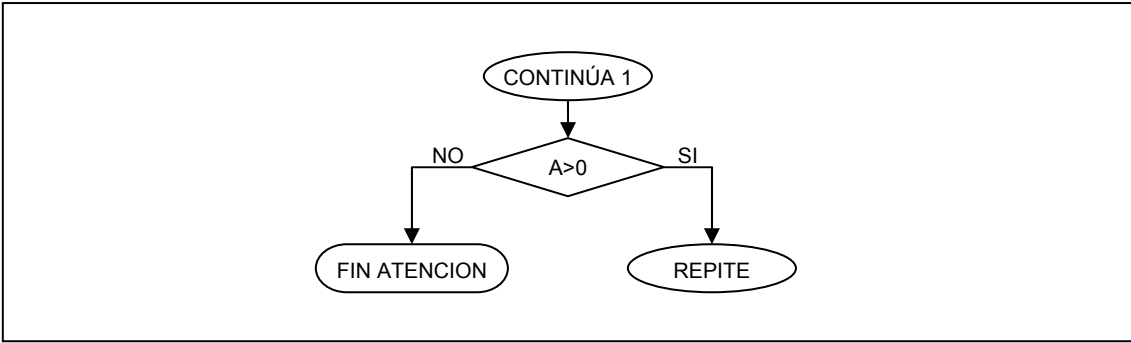 CONTINÚA 1
NO
A>0
SI
FIN ATENCION
REPITE